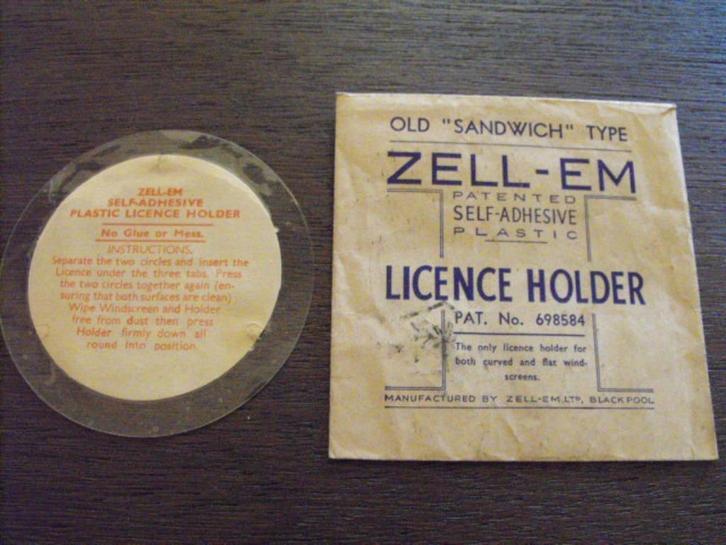 ZELL-EM
SELF-ADHESIVE
PLASTIC LICENCE HOLDER
No Glue or Mess.
INSTRUCTIONS.
Separate the two circles and insert the
Licence under the three tabs. Press
the two circles together again (en-
suring that both surfaces are clean)
Wipe Windscreen and Holder
free from dust then press
Holder firmly down all
round into position.
OLD "SANDWICH" TYPE
ZELL-EM
PATENTED
SELF-ADHESIVE
PLASTIC
LICENCE HOLDER
PAT. No. 698584
The only licence holder for
both curved and flat wind-
screens.
MANUFACTURED BY ZELL-EM, LTD, BLACKPOOL